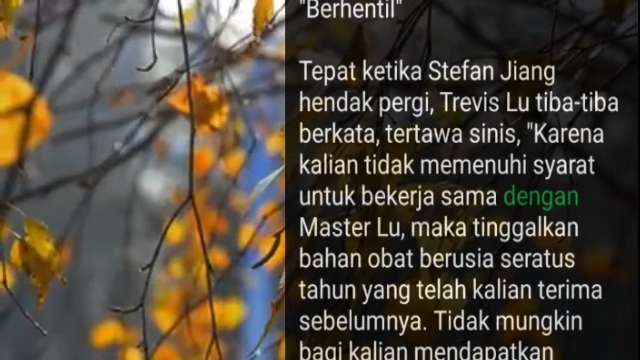 "Berhentil"
Tepat ketika Stefan Jiang
hendak pergi, Trevis Lu tiba-tiba
berkata, tertawa sinis, "Karena
kalian tidak memenuhi syarat
untuk bekerja sama dengan
Master Lu, maka tinggalkan
bahan obat berusia seratus
tahun yang telah kalian terima
sebelumnya. Tidak mungkin
bagi kalian mendapatkan